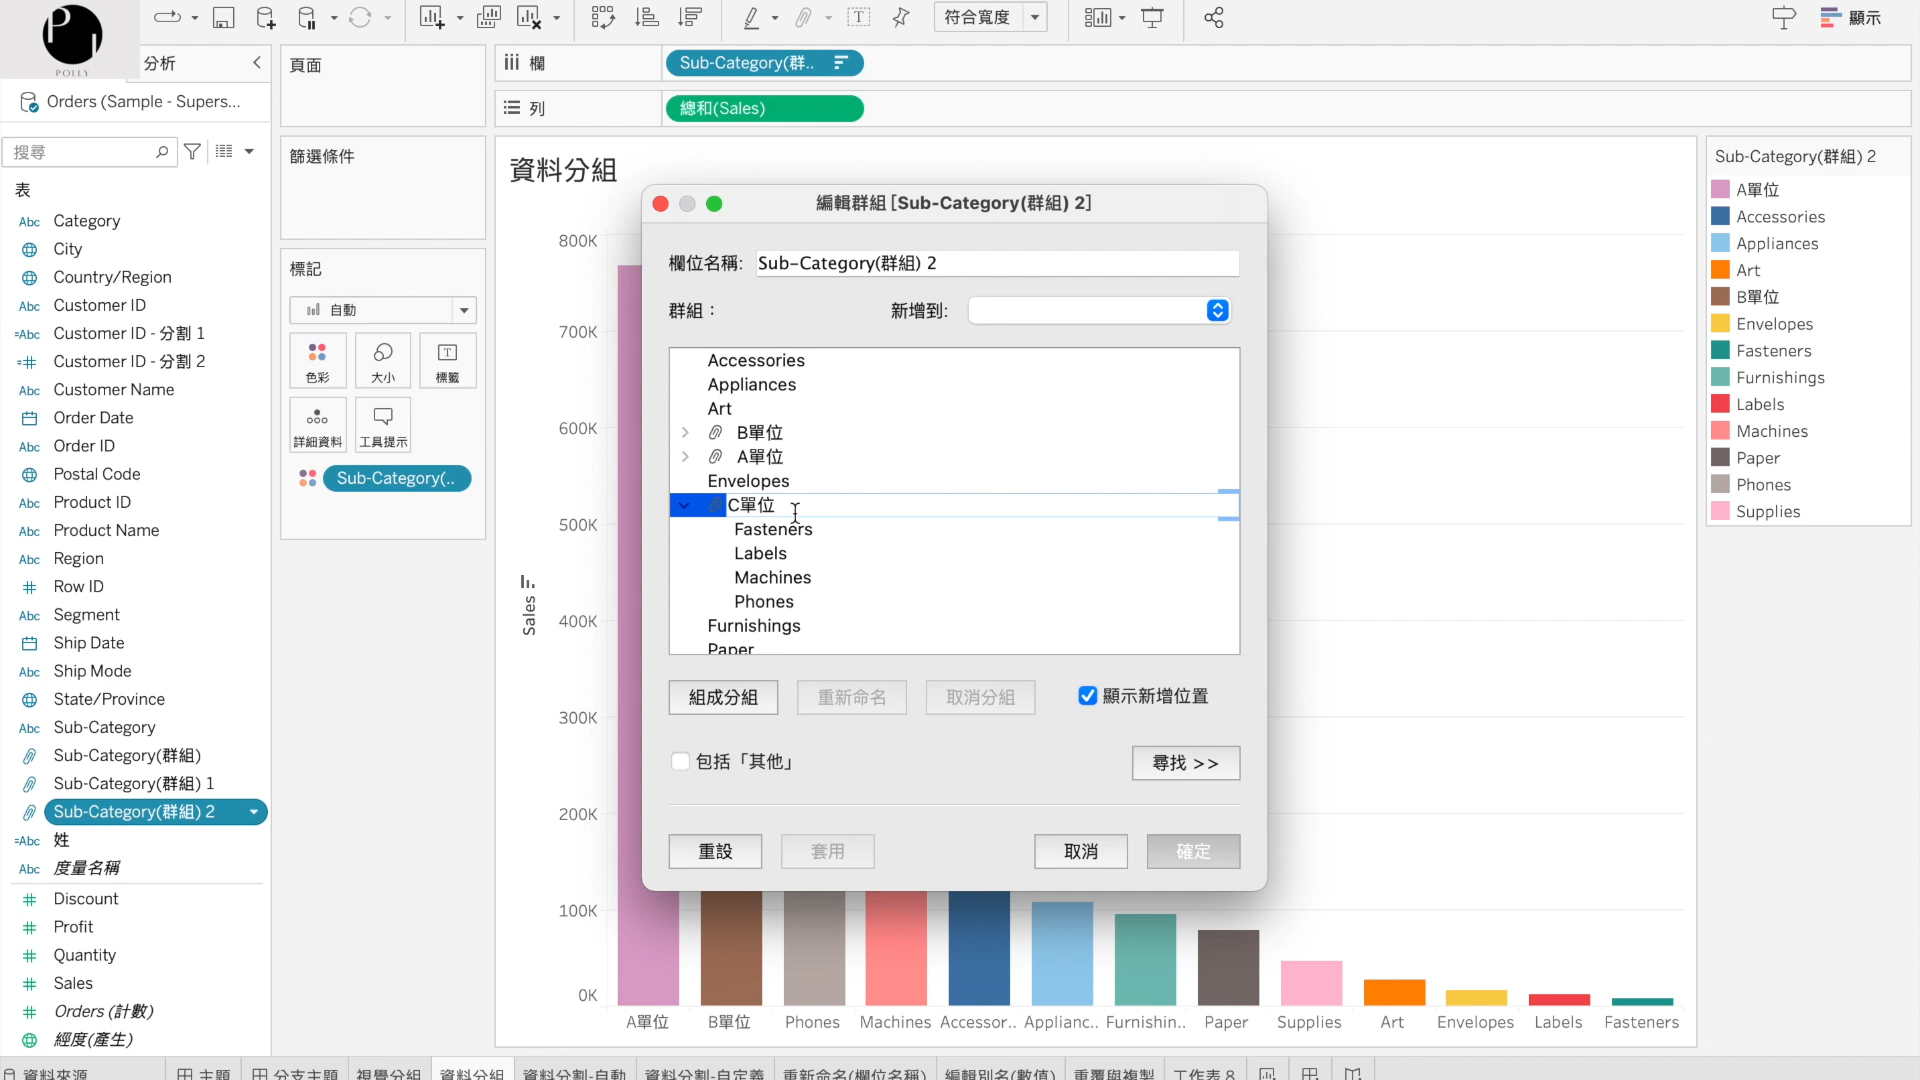 符合寬度
顯示
POLLY
分析
頁面
欄
Sub-Category(群..
Orders (Sample - Supers...
列
總和(Sales)
搜尋
篩選條件
資料分組
Sub-Category(群組) 2
A單位
Accessories
Appliances
Art
B單位
Envelopes
Fasteners
Furnishings
Labels
Machines
Paper
Phones
Supplies
表
Abc Category
City
Country/Region
Abc Customer ID
=Abc Customer ID - 分割 1
=# Customer ID - 分割 2
Abc Customer Name
Order Date
Abc Order ID
Postal Code
Abc Product ID
Abc Product Name
Abc Region
# Row ID
Abc Segment
Ship Date
Abc Ship Mode
State/Province
Abc Sub-Category
Sub-Category(群組)
Sub-Category(群組) 1
Sub-Category(群組) 2
=Abc 姓
Abc 度量名稱
# Discount
# Profit
# Quantity
# Sales
# Orders (計數)
經度(產生)
標記
自動
色彩
大小
標籤
詳細資料
工具提示
Sub-Category(..
編輯群組 [Sub-Category(群組) 2]
欄位名稱: Sub-Category(群組) 2
群組：
新增到:
Accessories
Appliances
Art
B單位
A單位
Envelopes
C單位
Fasteners
Labels
Machines
Phones
Furnishings
Paper
組成分組
重新命名
取消分組
顯示新增位置
包括「其他」
尋找 >>
重設
套用
取消
確定
Sales
800K
700K
600K
500K
400K
300K
200K
100K
0K
A單位
B單位
Phones
Machines
Accessor..
Applianc..
Furnishin..
Paper
Supplies
Art
Envelopes
Labels
Fasteners
資料來源
主題
分支主題
視覺分組
資料分組
資料分割-自動
資料分割-自定義
重新命名(欄位名稱)
編輯別名(數值)
重覆與複製
工作表 8